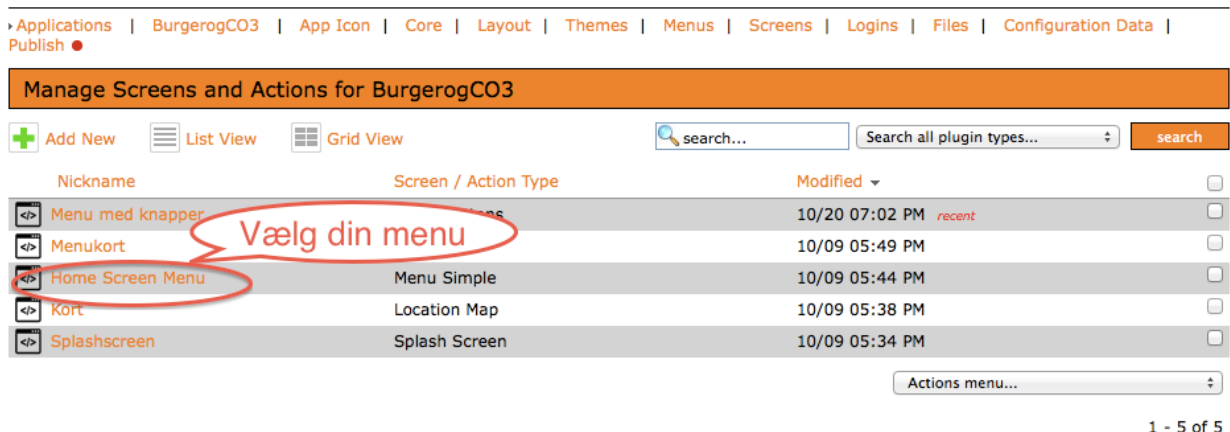 Applications | BurgerogCO3 | App Icon | Core | Layout | Themes | Menus | Screens | Logins | Files | Configuration Data |
Publish
Manage Screens and Actions for BurgerogCO3
Add New List View Grid View search... Search all plugin types... search
Nickname Screen / Action Type Modified
Menu med knapper 10/20 07:02 PM recent
Vælg din menu
Menukort 10/09 05:49 PM
Home Screen Menu Menu Simple 10/09 05:44 PM
Kort Location Map 10/09 05:38 PM
Splashscreen Splash Screen 10/09 05:34 PM
Actions menu...
1 - 5 of 5